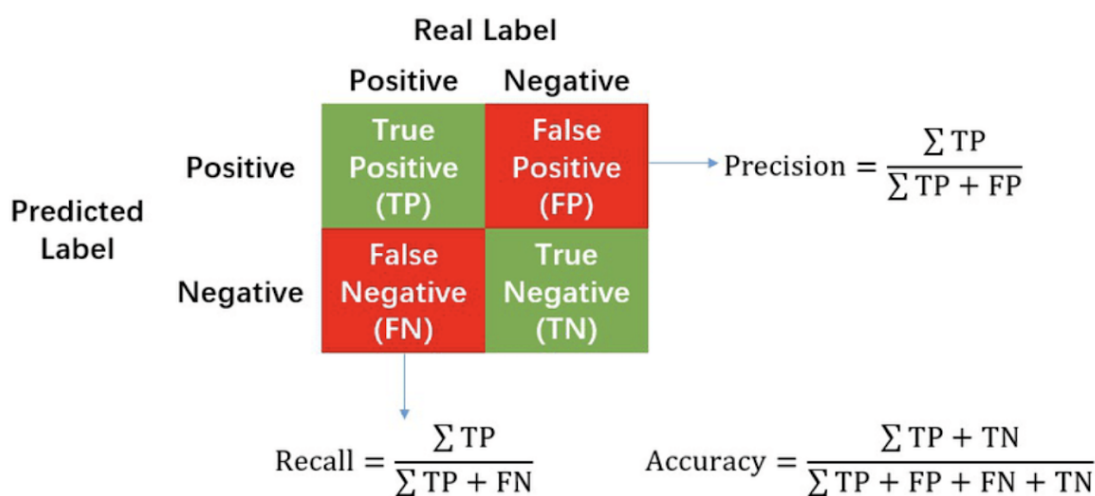 Real Label
Positive Negative
Predicted
Label
Positive
True
Positive
(TP)
False
Positive
(FP)
Precision = ∑ TP / ∑ TP + FP
Negative
False
Negative
(FN)
True
Negative
(TN)
Recall = ∑ TP / ∑ TP + FN
Accuracy = ∑ TP + TN / ∑ TP + FP + FN + TN